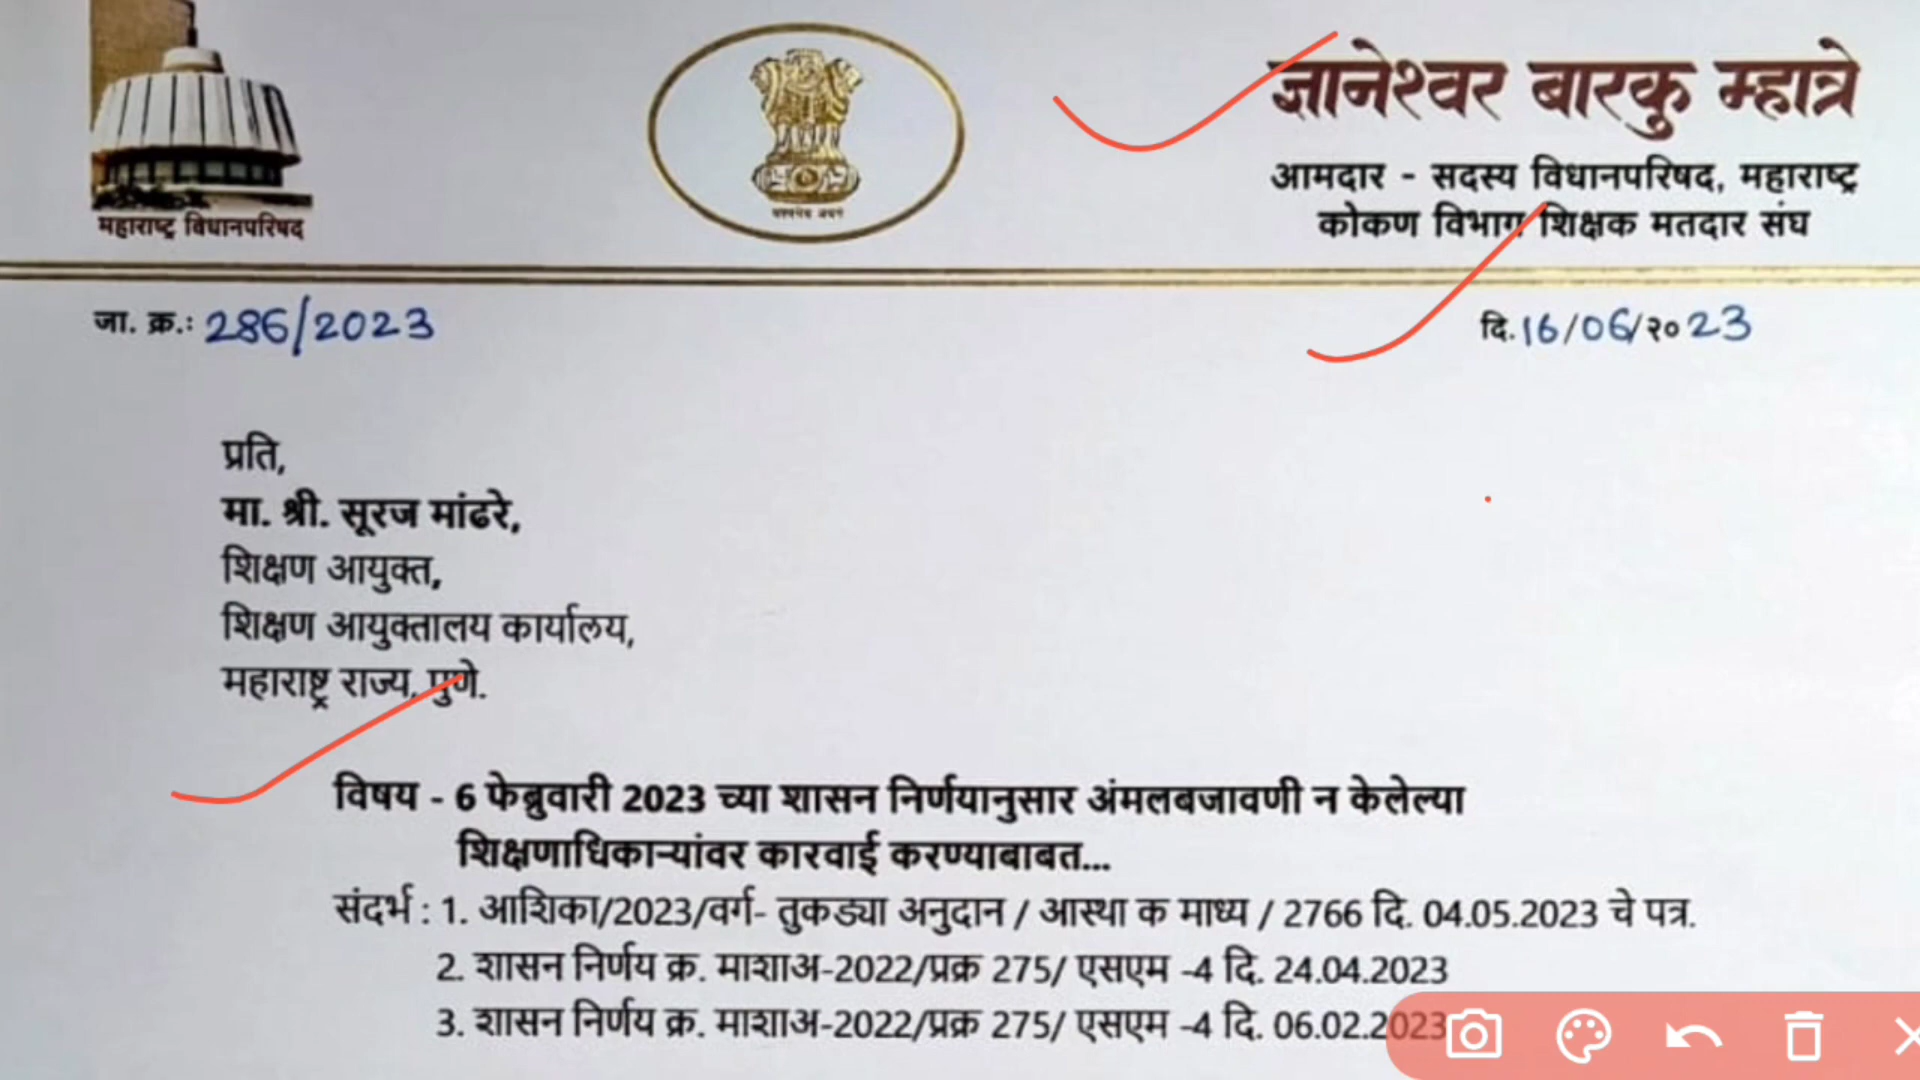 ज्ञानेश्वर बारकु म्हात्रे
आमदार - सदस्य विधानपरिषद, महाराष्ट्र
कोकण विभाग शिक्षक मतदार संघ
महाराष्ट्र विधानपरिषद
जा. क्र.: 286/2023
दि. 16/06/२० 23
प्रति,
मा. श्री. सूरज मांढरे,
शिक्षण आयुक्त,
शिक्षण आयुक्तालय कार्यालय,
महाराष्ट्र राज्य, पुणे.
विषय - 6 फेब्रुवारी 2023 च्या शासन निर्णयानुसार अंमलबजावणी न केलेल्या
शिक्षणाधिकाऱ्यांवर कारवाई करण्याबाबत...
संदर्भ : 1. आशिका/2023/वर्ग- तुकड्या अनुदान / आस्था क माध्य / 2766 दि. 04.05.2023 चे पत्र.
2. शासन निर्णय क्र. माशाअ-2022/प्रक्र 275/ एसएम -4 दि. 24.04.2023
3. शासन निर्णय क्र. माशाअ-2022/प्रक्र 275/ एसएम -4 दि. 06.02.2023